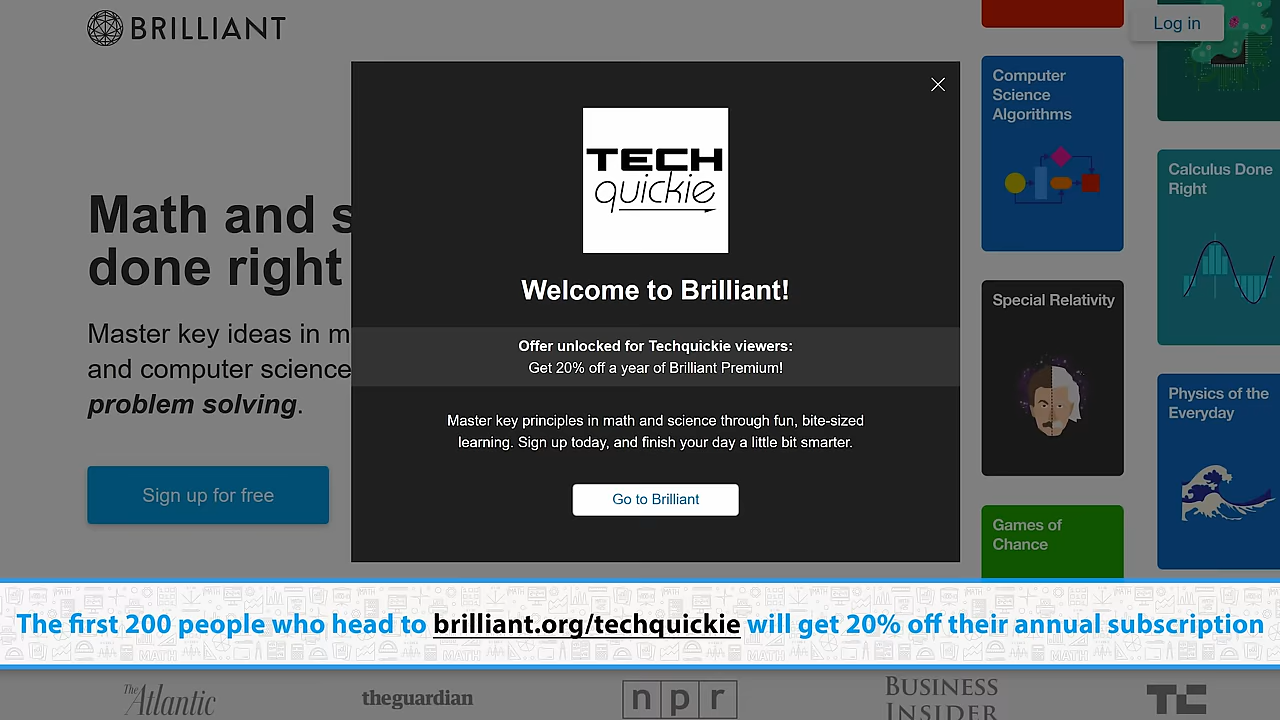 BRILLIANT
Log in
Math and s
done right
Master key ideas in m
and computer science
problem solving.
Sign up for free
TECH
quickie
Welcome to Brilliant!
Offer unlocked for Techquickie viewers:
Get 20% off a year of Brilliant Premium!
Master key principles in math and science through fun, bite-sized
learning. Sign up today, and finish your day a little bit smarter.
Go to Brilliant
Computer
Science
Algorithms
Special Relativity
Games of
Chance
Calculus Done
Right
Physics of the
Everyday
The first 200 people who head to brilliant.org/techquickie will get 20% off their annual subscription
The Atlantic
theguardian
npr
BUSINESS
INSIDER
TC